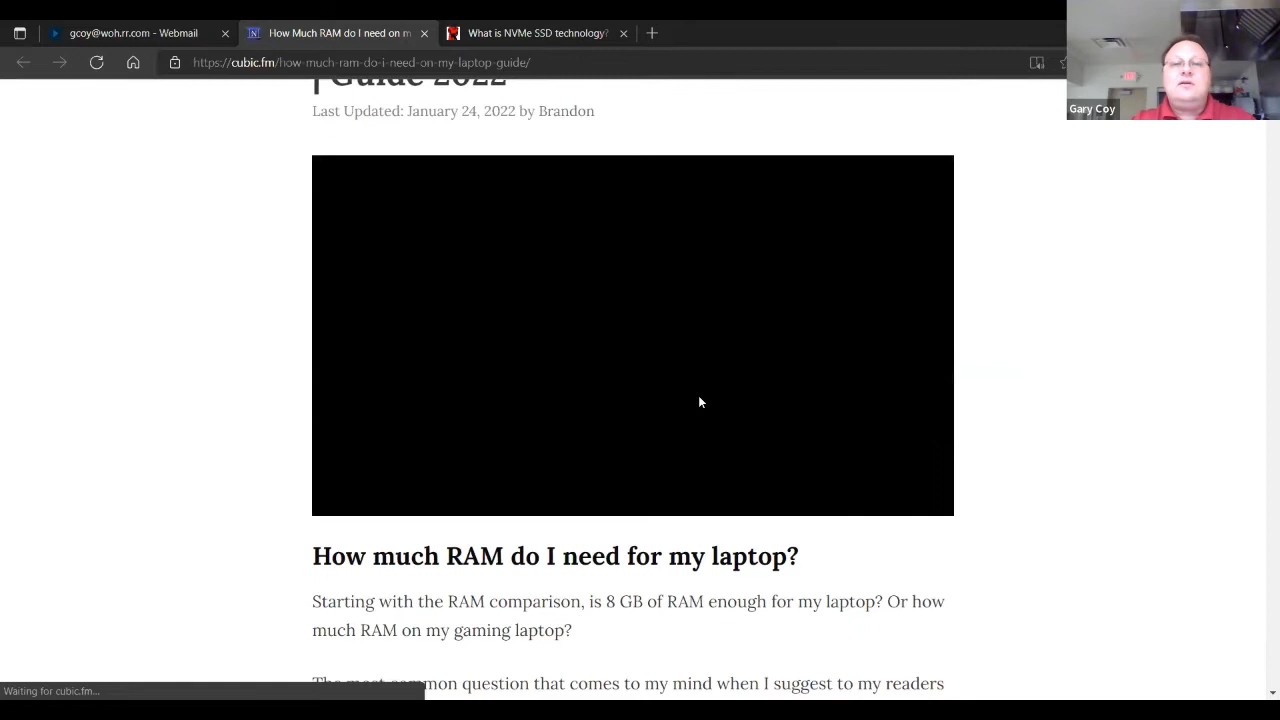 gcoy@woh.rr.com - Webmail
How Much RAM do I need on m
What is NVMe SSD technology?
https://cubic.fm/how-much-ram-do-i-need-on-my-laptop-guide/
Gary Coy
| Guide 2022
Last Updated: January 24, 2022 by Brandon
How much RAM do I need for my laptop?
Starting with the RAM comparison, is 8 GB of RAM enough for my laptop? Or how
much RAM on my gaming laptop?
The most common question that comes to my mind when I suggest to my readers
Waiting for cubic.fm...